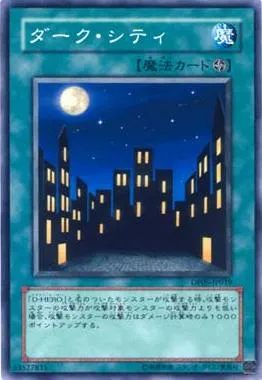 ダーク・シティ
魔
[魔法カード]
DP05-JP019
「D-HERO」と名のついたモンスターが攻撃する時、攻撃モン
スターの攻撃力が攻撃対象モンスターの攻撃力よりも低い
場合、攻撃モンスターの攻撃力はダメージ計算時のみ1000
ポイントアップする。
53527835